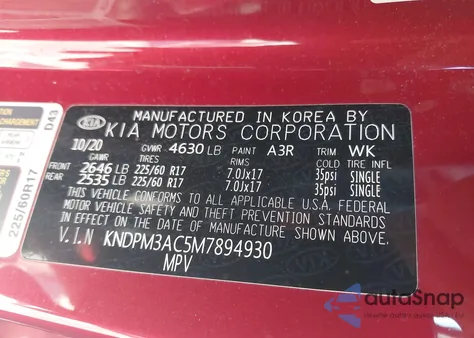 MANUFACTURED IN KOREA BY
KIA KIA MOTORS CORPORATION
10/20 GVWR 4630 LB PAINT A3R TRIM WK
TIRES RIMS COLD TIRE INFL
FRONT 2646 LB 225/60 R17 7.0Jx17 35psi SINGLE
REAR 2535 LB 225/60 R17 7.0Jx17 35psi SINGLE
THIS VEHICLE CONFORMS TO ALL APPLICABLE U.S.A. FEDERAL
MOTOR VEHICLE SAFETY AND THEFT PREVENTION STANDARDS
IN EFFECT ON THE DATE OF MANUFACTURE SHOWN ABOVE.
V.I.N KNDPM3AC5M7894930
MPV
D43
225/60R17
autoSnap